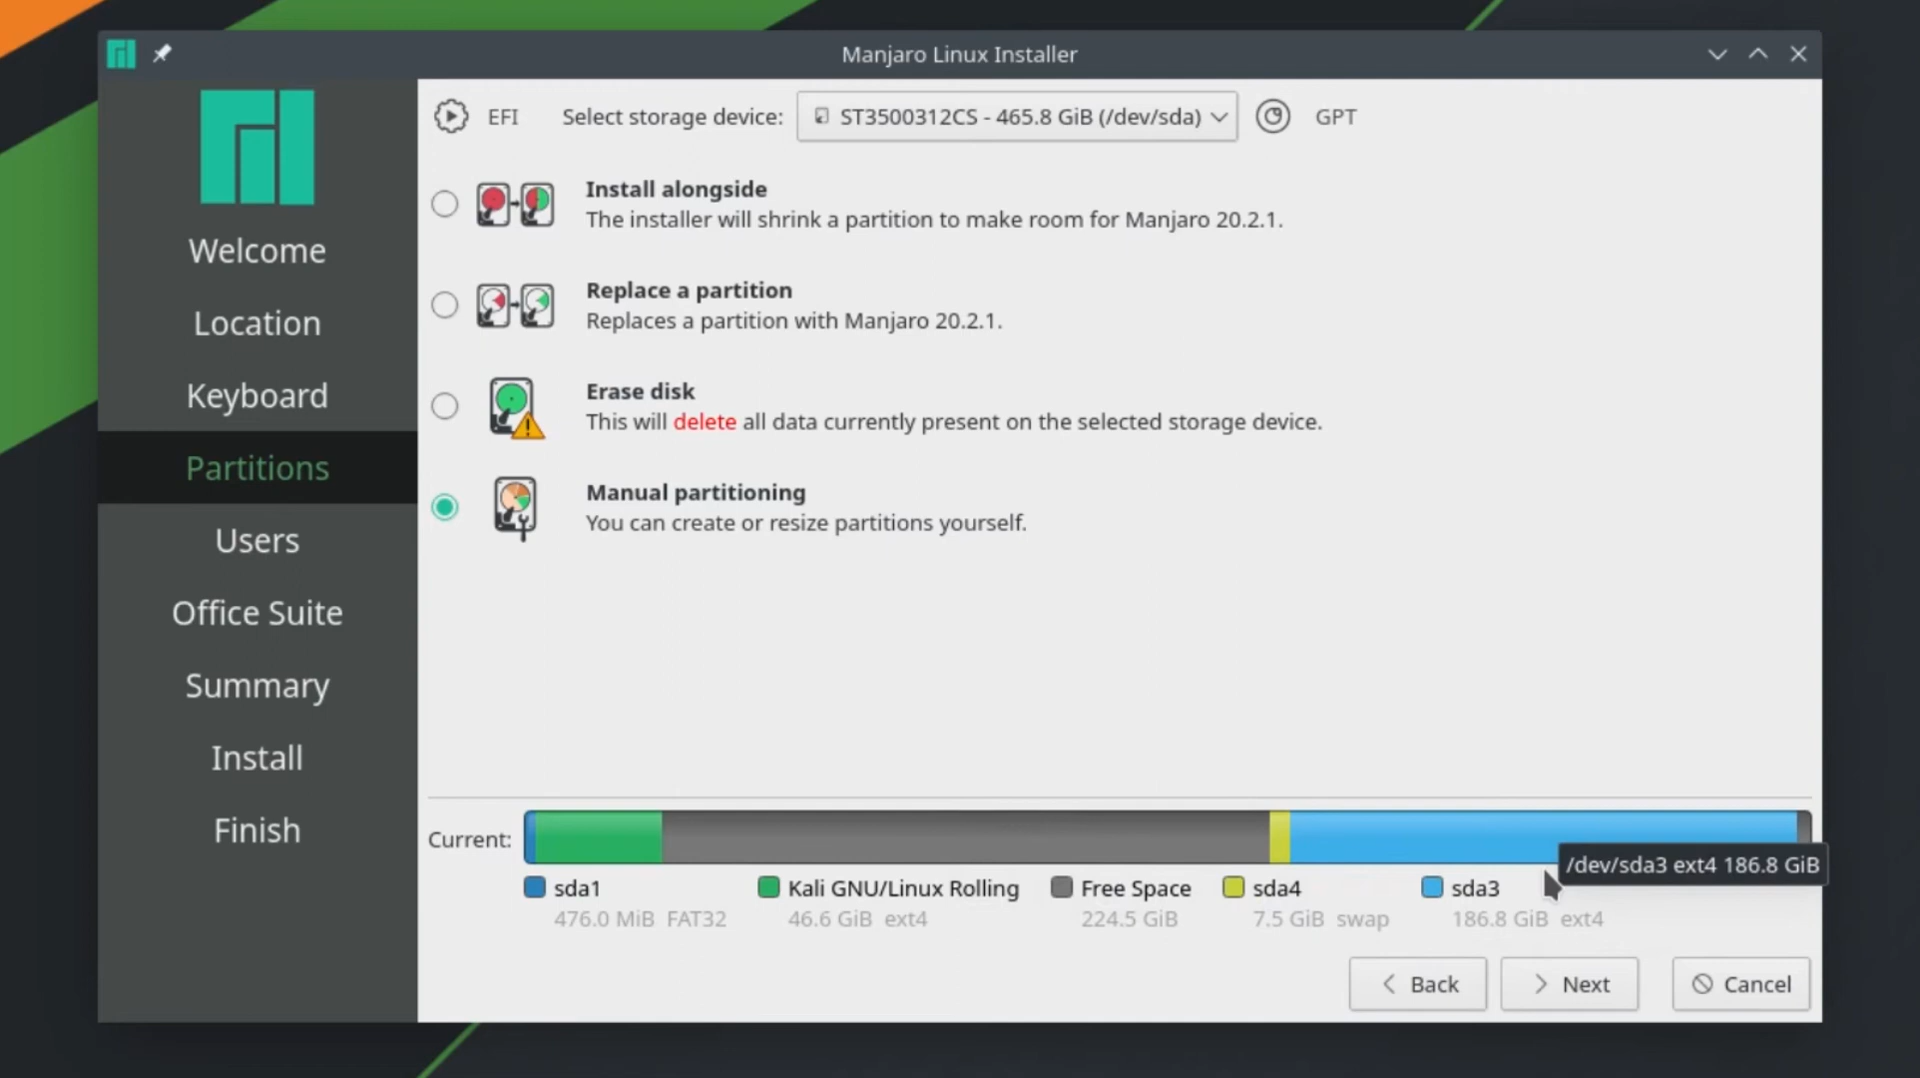 Manjaro Linux Installer
EFI Select storage device: ST3500312CS - 465.8 GiB (/dev/sda) GPT
Welcome
Location
Keyboard
Partitions
Users
Office Suite
Summary
Install
Finish
Install alongside
The installer will shrink a partition to make room for Manjaro 20.2.1.
Replace a partition
Replaces a partition with Manjaro 20.2.1.
Erase disk
This will delete all data currently present on the selected storage device.
Manual partitioning
You can create or resize partitions yourself.
Current:
/dev/sda3 ext4 186.8 GiB
sda1 Kali GNU/Linux Rolling Free Space sda4 sda3
476.0 MiB FAT32 46.6 GiB ext4 224.5 GiB 7.5 GiB swap 186.8 GiB ext4
Back Next Cancel